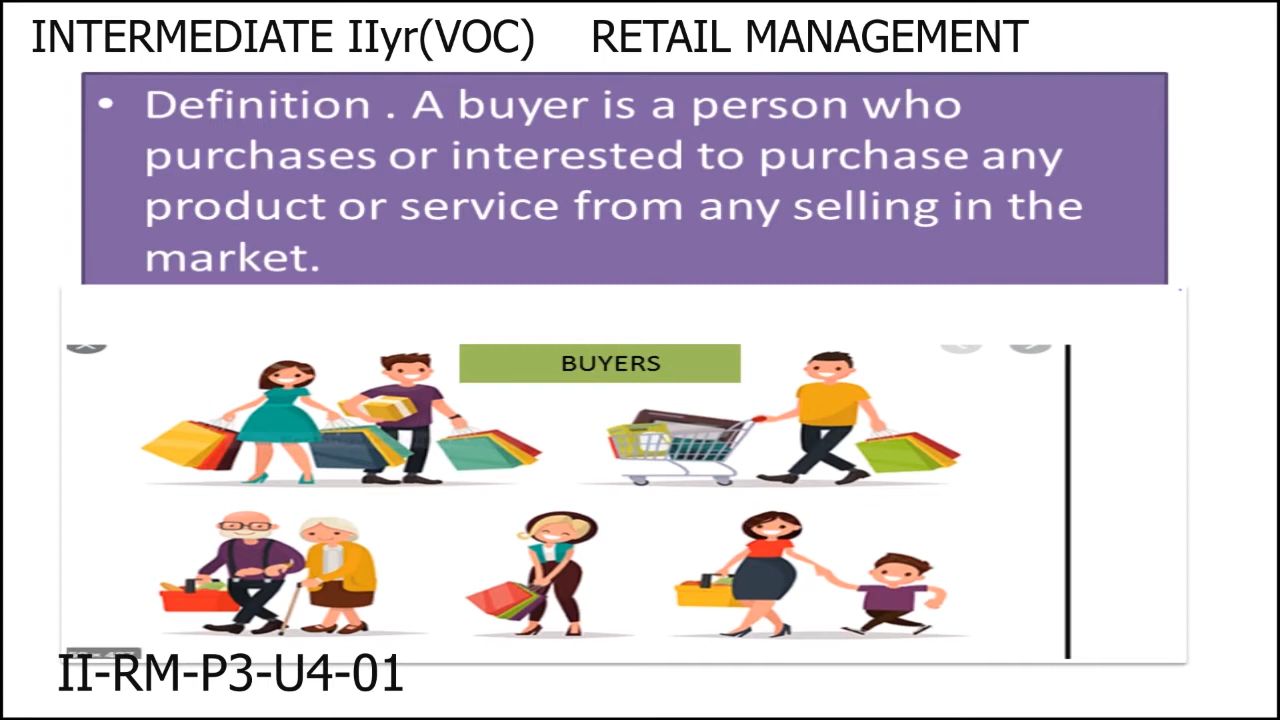 INTERMEDIATE IIyr(VOC) RETAIL MANAGEMENT
• Definition . A buyer is a person who
purchases or interested to purchase any
product or service from any selling in the
market.
BUYERS
II-RM-P3-U4-01